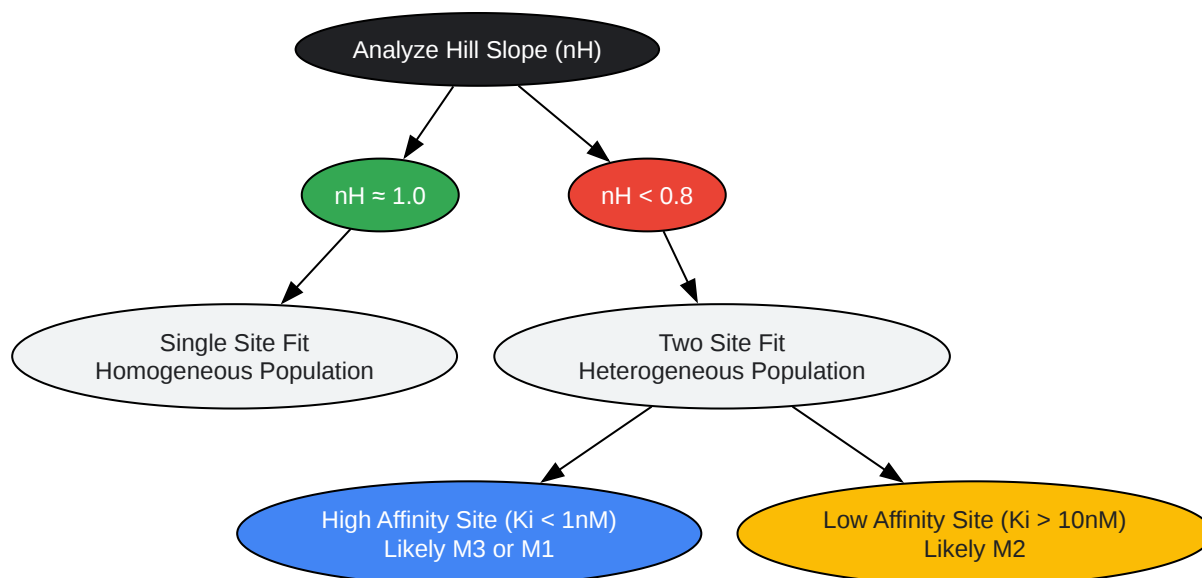 Analyze Hill Slope (nH)
nH ≈ 1.0
nH < 0.8
Single Site Fit
Homogeneous Population
Two Site Fit
Heterogeneous Population
High Affinity Site (Ki < 1nM)
Likely M3 or M1
Low Affinity Site (Ki > 10nM)
Likely M2